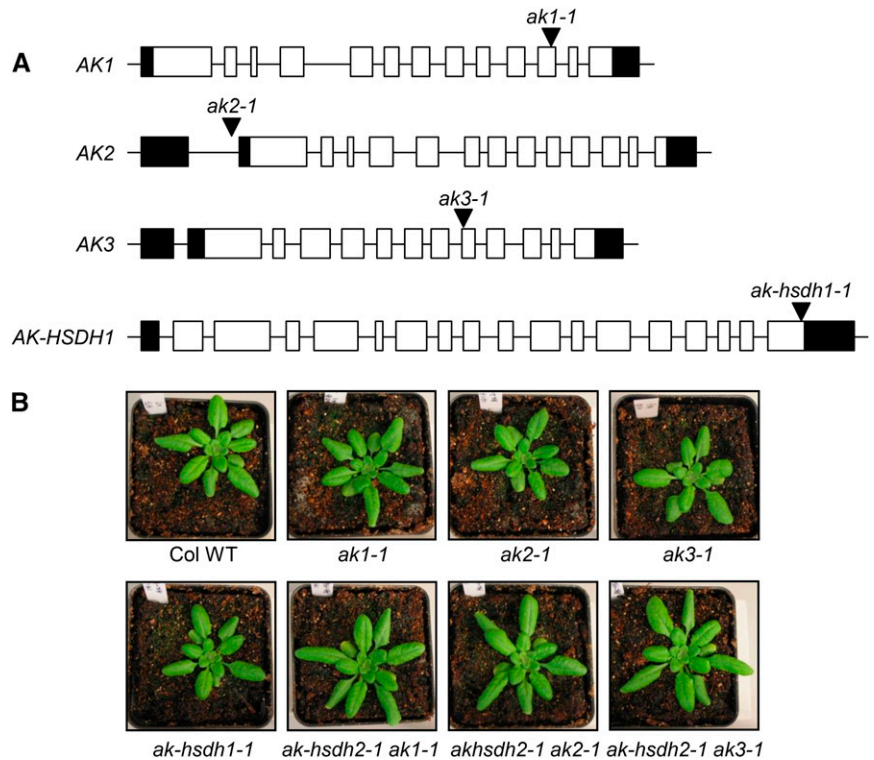 A
ak1-1
AK1
ak2-1
AK2
ak3-1
AK3
ak-hsdh1-1
AK-HSDH1
B
Col WT
ak1-1
ak2-1
ak3-1
ak-hsdh1-1
ak-hsdh2-1 ak1-1
akhsdh2-1 ak2-1
ak-hsdh2-1 ak3-1